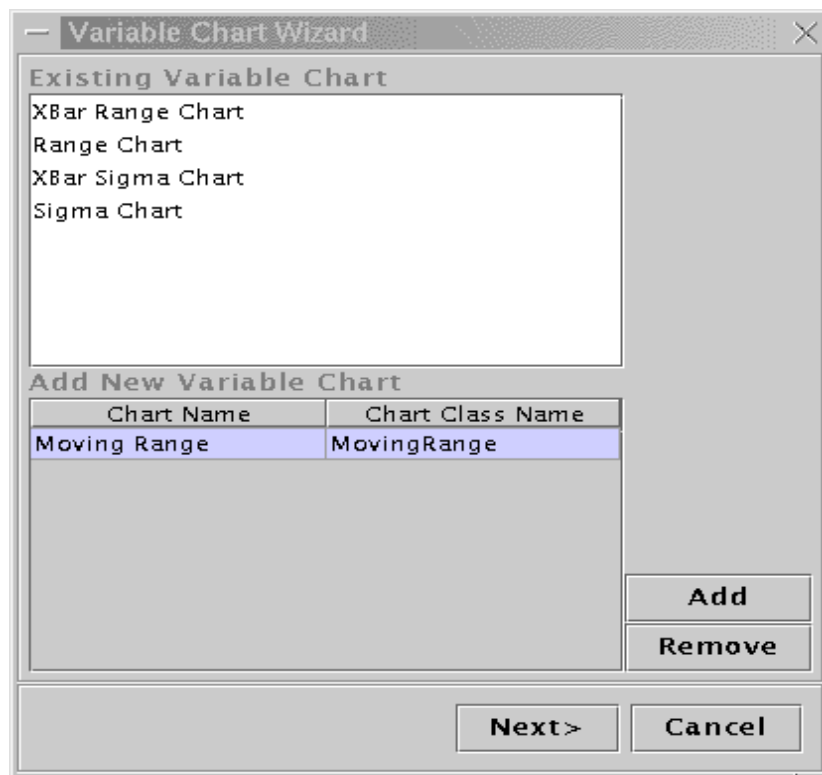 Variable Chart Wizard
Existing Variable Chart
XBar Range Chart
Range Chart
XBar Sigma Chart
Sigma Chart
Add New Variable Chart
Chart Name Chart Class Name
Moving Range MovingRange
Add
Remove
Next> Cancel